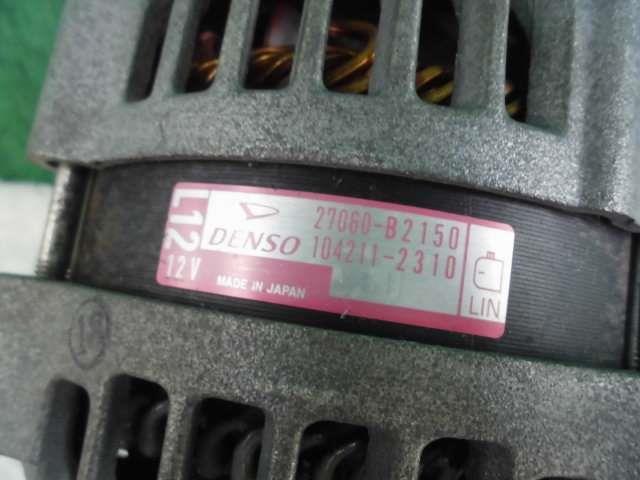 L12
27060-B2150
DENSO 104211-2310
12V
MADE IN JAPAN
LIN